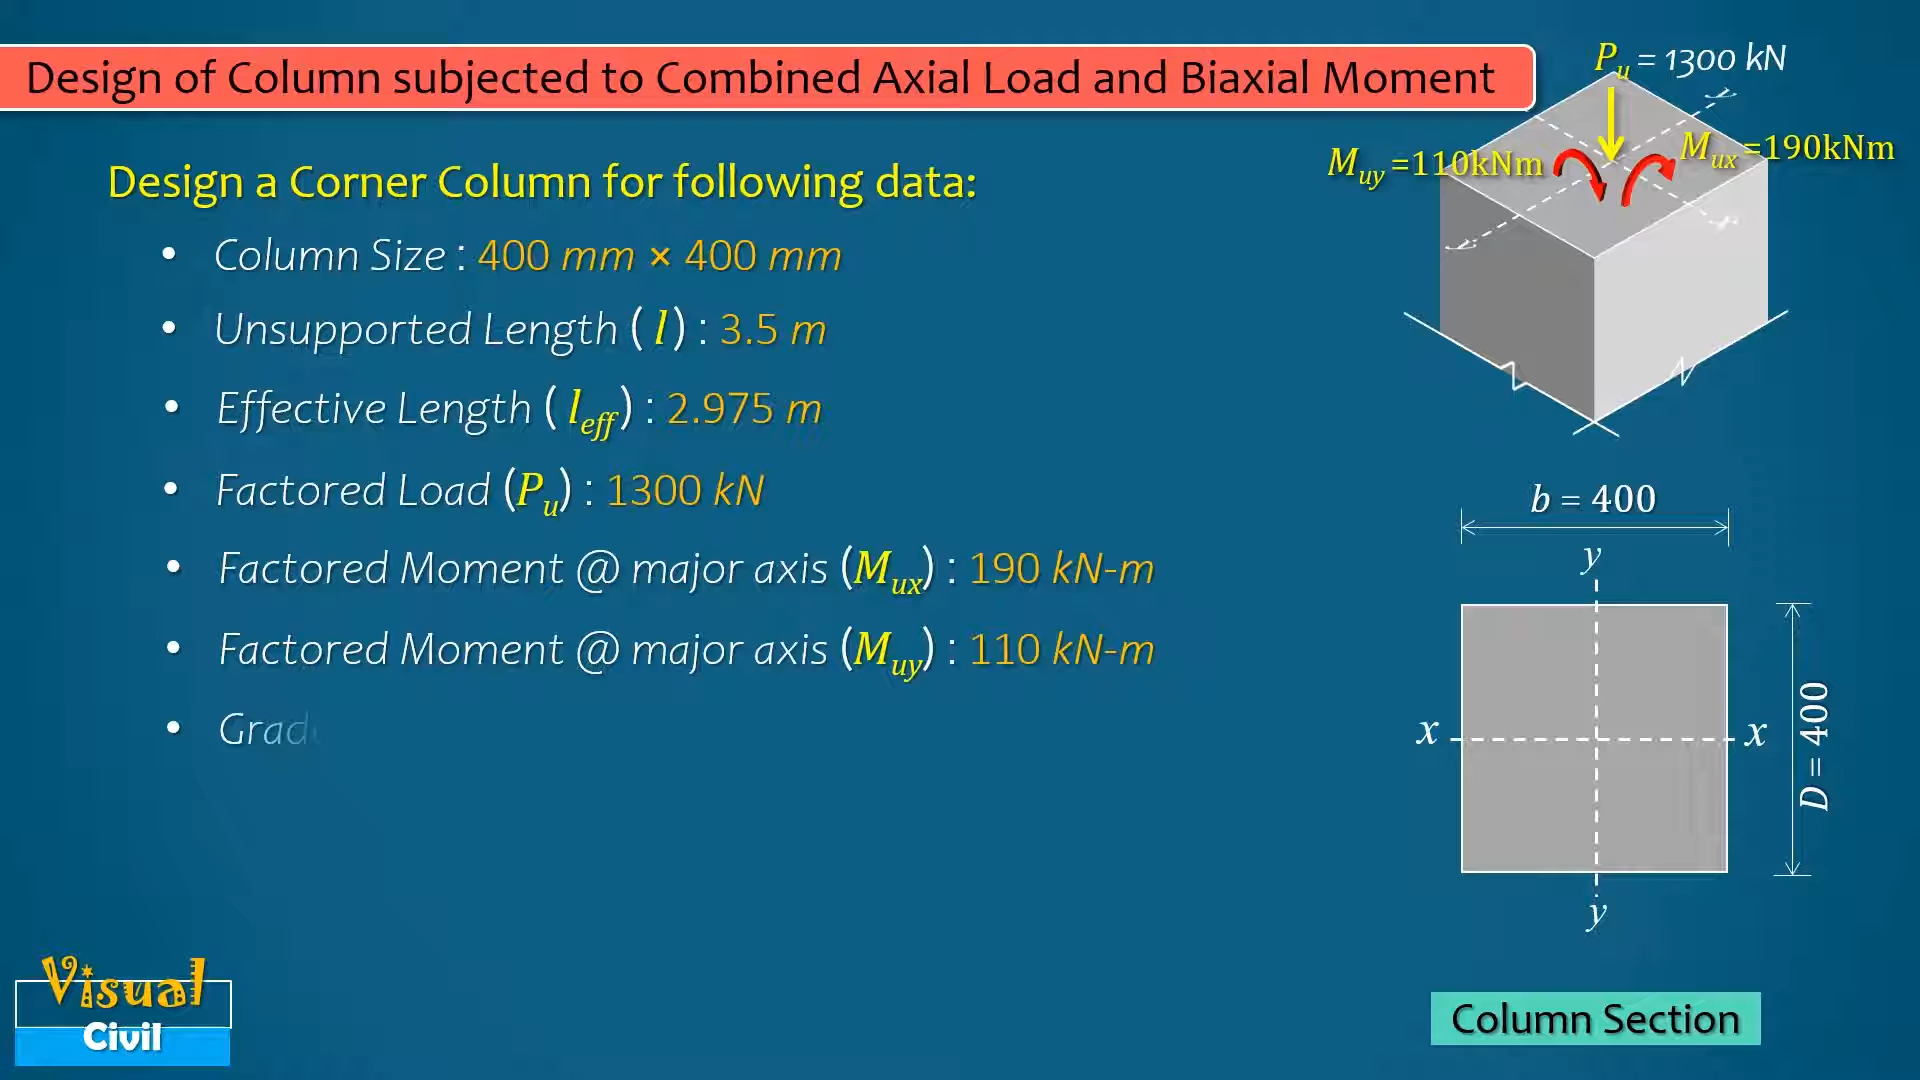 Design of Column subjected to Combined Axial Load and Biaxial Moment
Design a Corner Column for following data:
• Column Size : 400 mm × 400 mm
• Unsupported Length ( l ) : 3.5 m
• Effective Length ( leff ) : 2.975 m
• Factored Load (Pu) : 1300 kN
• Factored Moment @ major axis (Mux) : 190 kN-m
• Factored Moment @ major axis (Muy) : 110 kN-m
• Grad
Pu = 1300 kN
Muy =110kNm
Mux =190kNm
y
y
b = 400
y
x
x
D = 400
y
Column Section
Visual
Civil